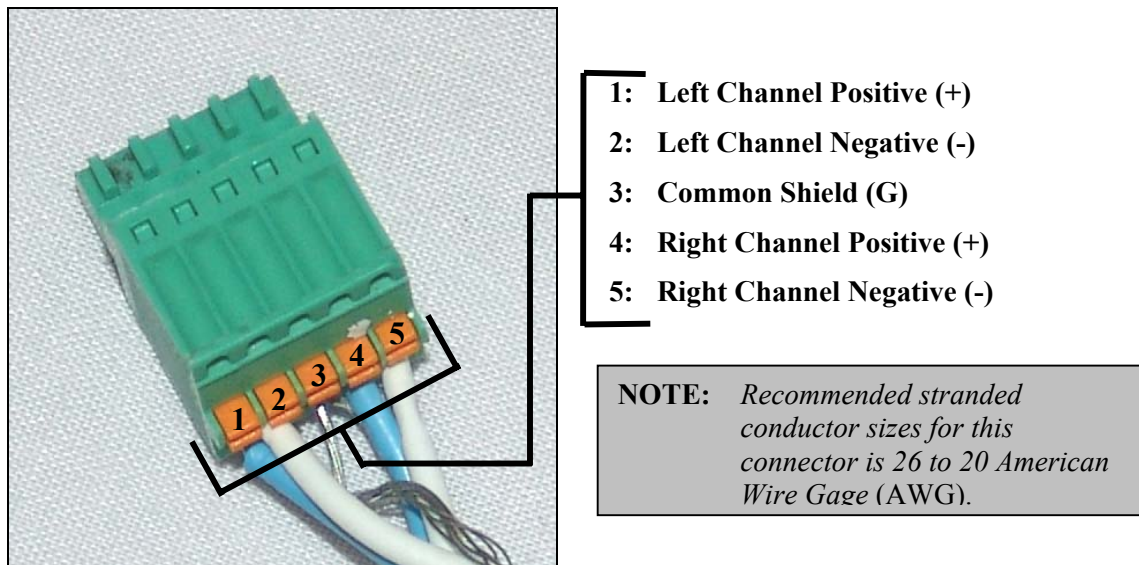 1: Left Channel Positive (+)
2: Left Channel Negative (-)
3: Common Shield (G)
4: Right Channel Positive (+)
5: Right Channel Negative (-)
1 2 3 4 5
NOTE: Recommended stranded
conductor sizes for this
connector is 26 to 20 American
Wire Gage (AWG).